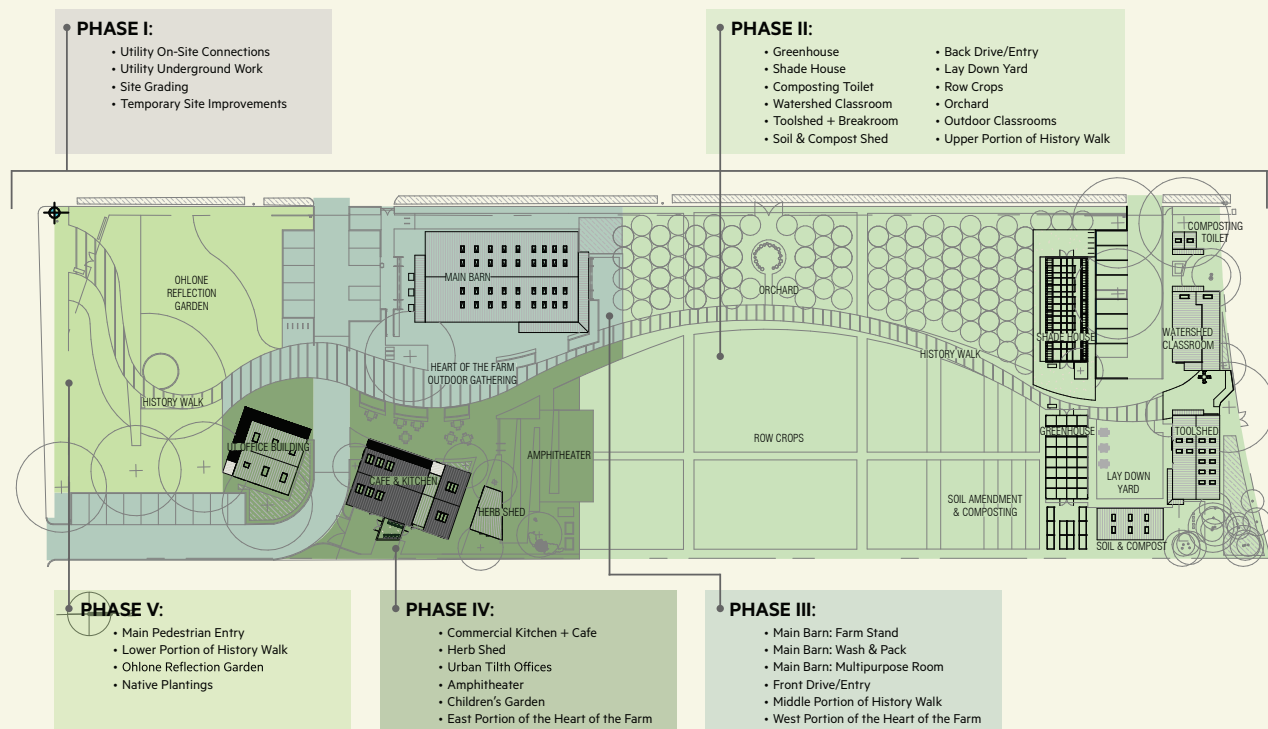 PHASE I:
• Utility On-Site Connections
• Utility Underground Work
• Site Grading
• Temporary Site Improvements
PHASE II:
• Greenhouse
• Shade House
• Composting Toilet
• Watershed Classroom
• Toolshed + Breakroom
• Soil & Compost Shed
• Back Drive/Entry
• Lay Down Yard
• Row Crops
• Orchard
• Outdoor Classrooms
• Upper Portion of History Walk
COMPOSTING
TOILET
OHLONE
REFLECTION
GARDEN
MAIN BARN
ORCHARD
SHADE HOUSE
WATERSHED
CLASSROOM
HISTORY WALK
HEART OF THE FARM
OUTDOOR GATHERING
HISTORY WALK
UT OFFICE BUILDING
CAFE & KITCHEN
AMPHITHEATER
ROW CROPS
GREENHOUSE
TOOLSHED
HERB SHED
SOIL AMENDMENT
& COMPOSTING
LAY DOWN
YARD
SOIL & COMPOST
PHASE V:
• Main Pedestrian Entry
• Lower Portion of History Walk
• Ohlone Reflection Garden
• Native Plantings
PHASE IV:
• Commercial Kitchen + Cafe
• Herb Shed
• Urban Tilth Offices
• Amphitheater
• Children's Garden
• East Portion of the Heart of the Farm
PHASE III:
• Main Barn: Farm Stand
• Main Barn: Wash & Pack
• Main Barn: Multipurpose Room
• Front Drive/Entry
• Middle Portion of History Walk
• West Portion of the Heart of the Farm